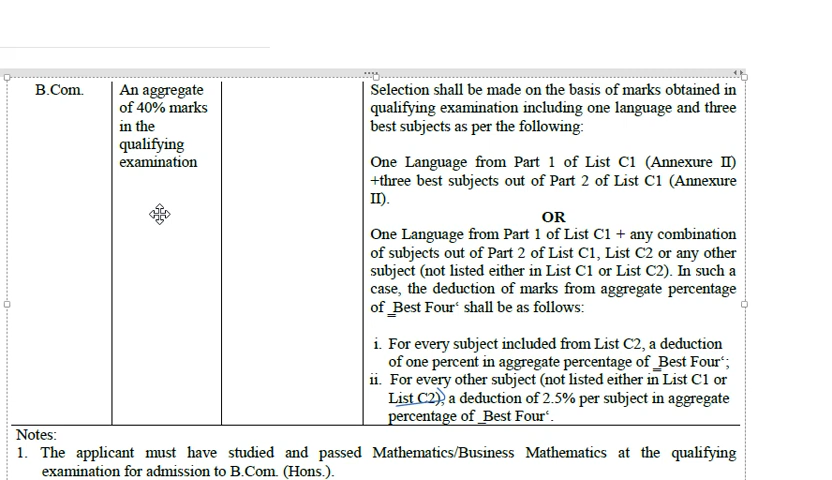 B.Com.
An aggregate
of 40% marks
in the
qualifying
examination
Selection shall be made on the basis of marks obtained in
qualifying examination including one language and three
best subjects as per the following:
One Language from Part 1 of List C1 (Annexure II)
+three best subjects out of Part 2 of List C1 (Annexure
II).
OR
One Language from Part 1 of List C1 + any combination
of subjects out of Part 2 of List C1, List C2 or any other
subject (not listed either in List C1 or List C2). In such a
case, the deduction of marks from aggregate percentage
of _Best Four‘ shall be as follows:
i. For every subject included from List C2, a deduction
of one percent in aggregate percentage of _Best Four‘;
ii. For every other subject (not listed either in List C1 or
List C2), a deduction of 2.5% per subject in aggregate
percentage of _Best Four‘.
Notes:
1. The applicant must have studied and passed Mathematics/Business Mathematics at the qualifying
examination for admission to B.Com. (Hons.).